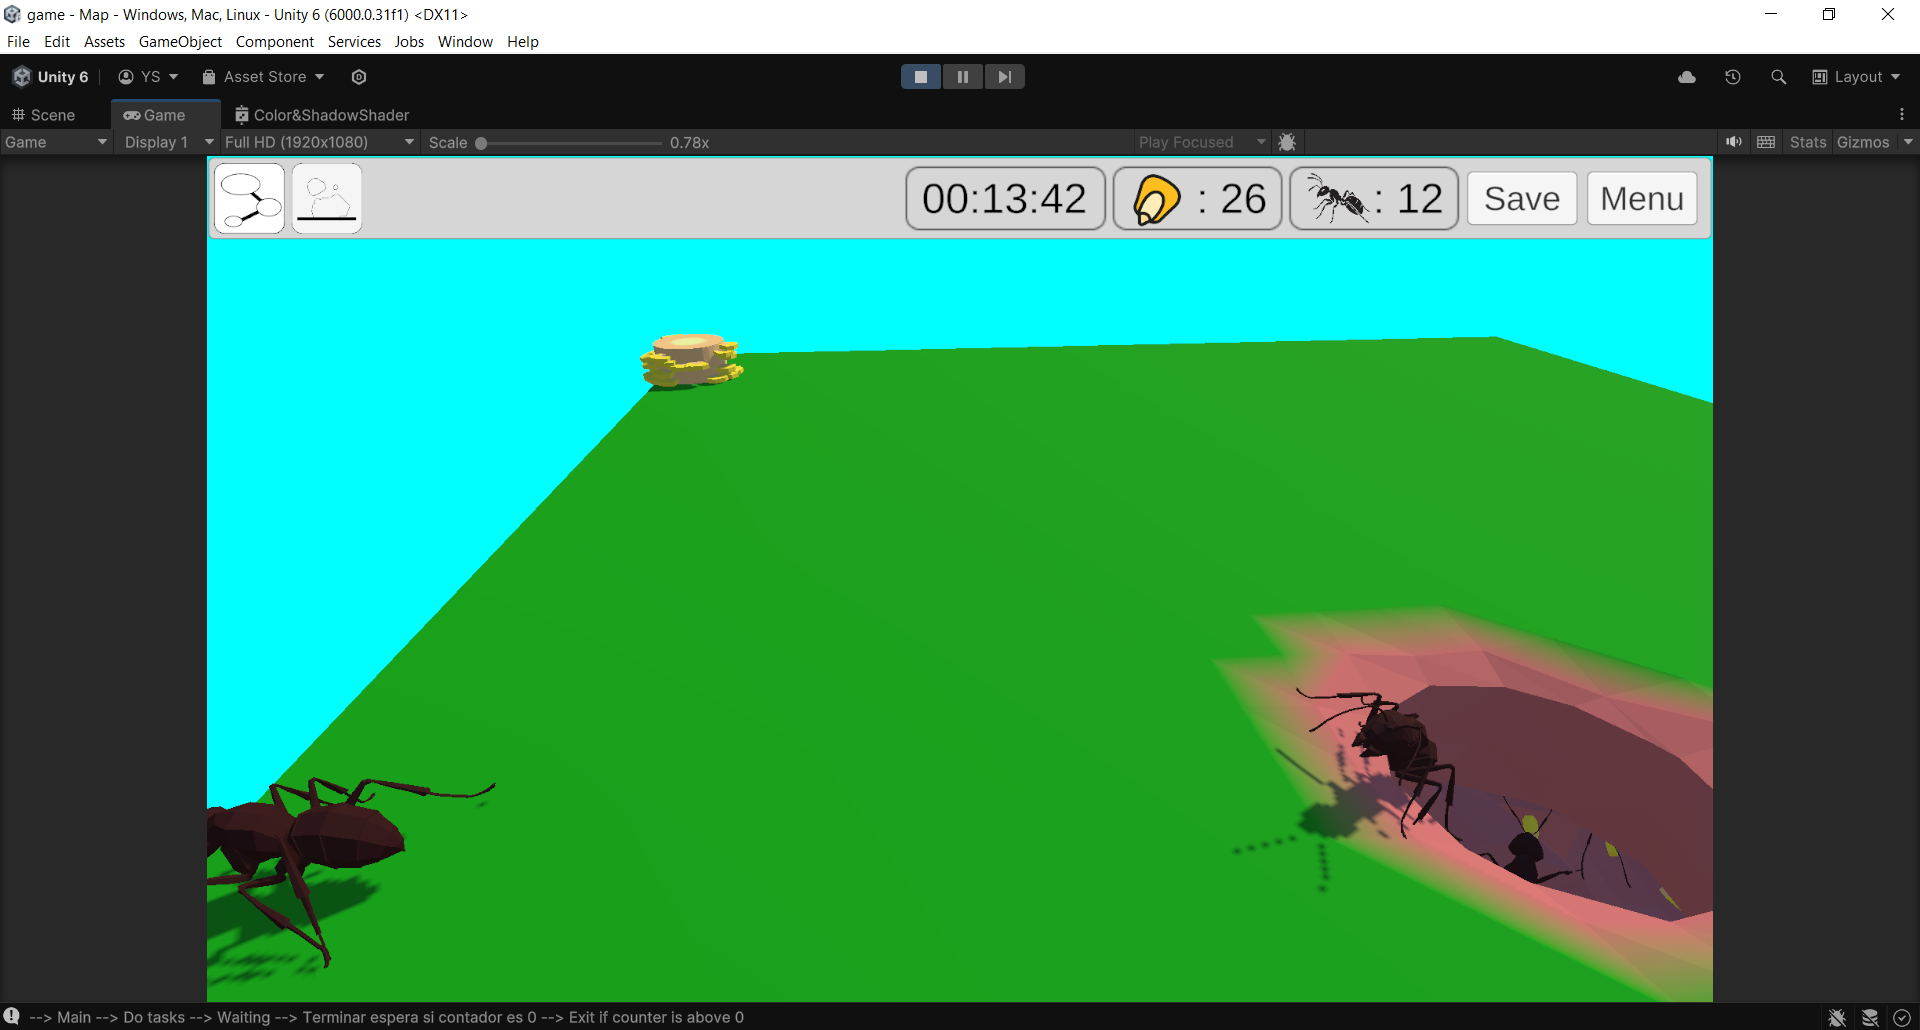 game - Map - Windows, Mac, Linux - Unity 6 (6000.0.31f1) <DX11>
File Edit Assets GameObject Component Services Jobs Window Help
Unity 6 YS Asset Store Layout
Scene Game Color&ShadowShader
Game Display 1 Full HD (1920x1080) Scale 0.78x Play Focused Stats Gizmos
00:13:42 : 26 : 12 Save Menu
--> Main --> Do tasks --> Waiting --> Terminar espera si contador es 0 --> Exit if counter is above 0